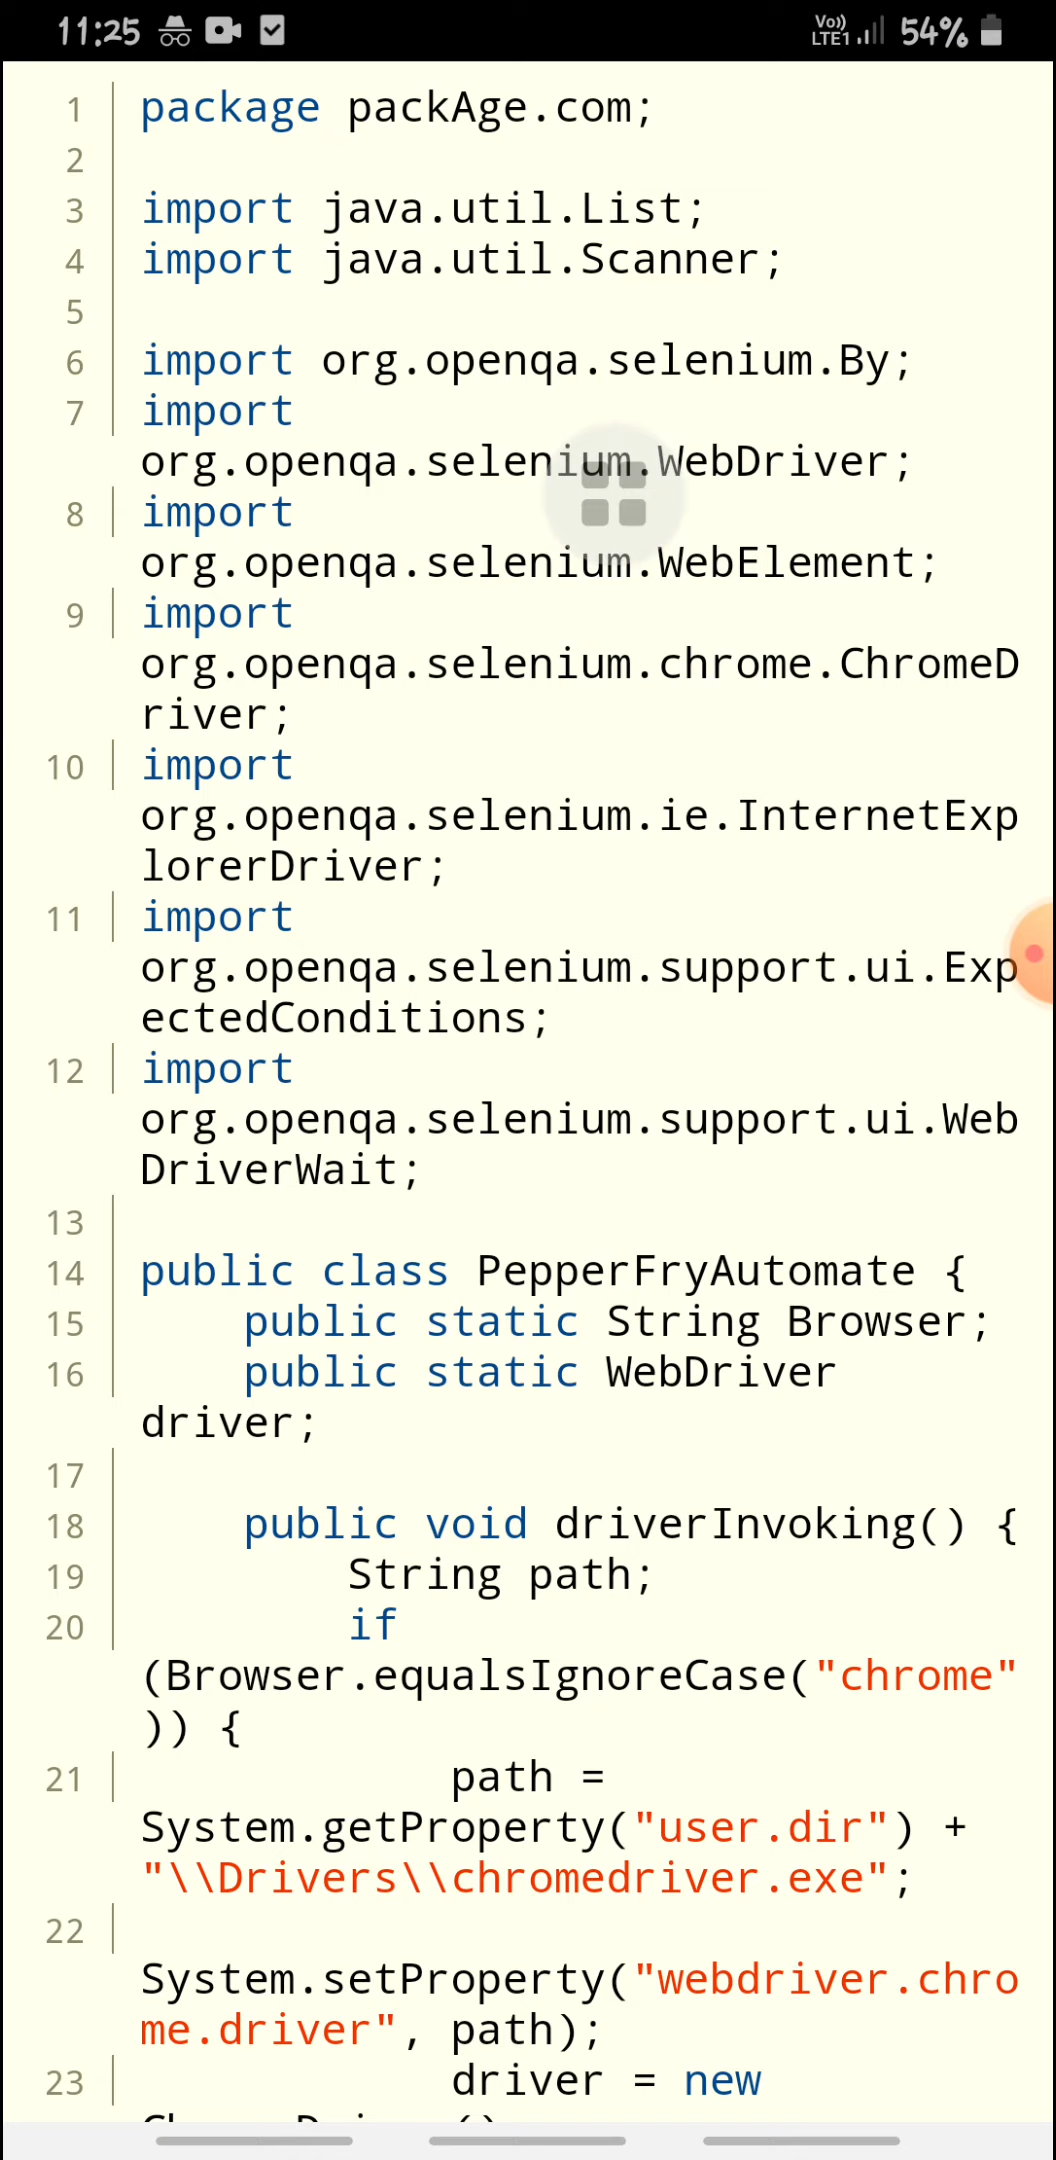 11:25 Vo)) LTE1 54%
1 package packAge.com;
2
3 import java.util.List;
4 import java.util.Scanner;
5
6 import org.openqa.selenium.By;
7 import
org.openqa.selenium.WebDriver;
8 import
org.openqa.selenium.WebElement;
9 import
org.openqa.selenium.chrome.ChromeD
river;
10 import
org.openqa.selenium.ie.InternetExp
lorerDriver;
11 import
org.openqa.selenium.support.ui.Exp
ectedConditions;
12 import
org.openqa.selenium.support.ui.Web
DriverWait;
13
14 public class PepperFryAutomate {
15 public static String Browser;
16 public static WebDriver
driver;
17
18 public void driverInvoking() {
19 String path;
20 if
(Browser.equalsIgnoreCase("chrome"
)) {
21 path =
System.getProperty("user.dir") +
"\\Drivers\\chromedriver.exe";
22
System.setProperty("webdriver.chro
me.driver", path);
23 driver = new